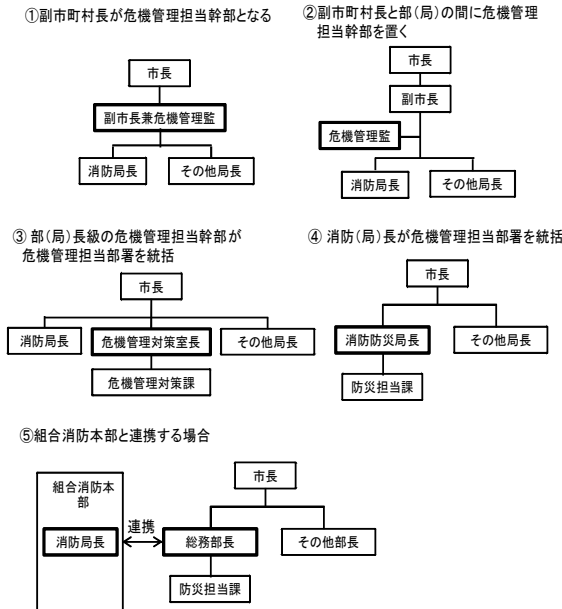 ①副市町村長が危機管理担当幹部となる
市長
副市長兼危機管理監
消防局長
その他局長
②副市町村長と部(局)の間に危機管理
担当幹部を置く
市長
副市長
危機管理監
消防局長
その他局長
③ 部(局)長級の危機管理担当幹部が
危機管理担当部署を統括
市長
消防局長
危機管理対策室長
その他局長
危機管理対策課
④ 消防(局)長が危機管理担当部署を統括
市長
消防防災局長
その他局長
防災担当課
⑤組合消防本部と連携する場合
組合消防本
部
消防局長
連携
市長
総務部長
その他部長
防災担当課